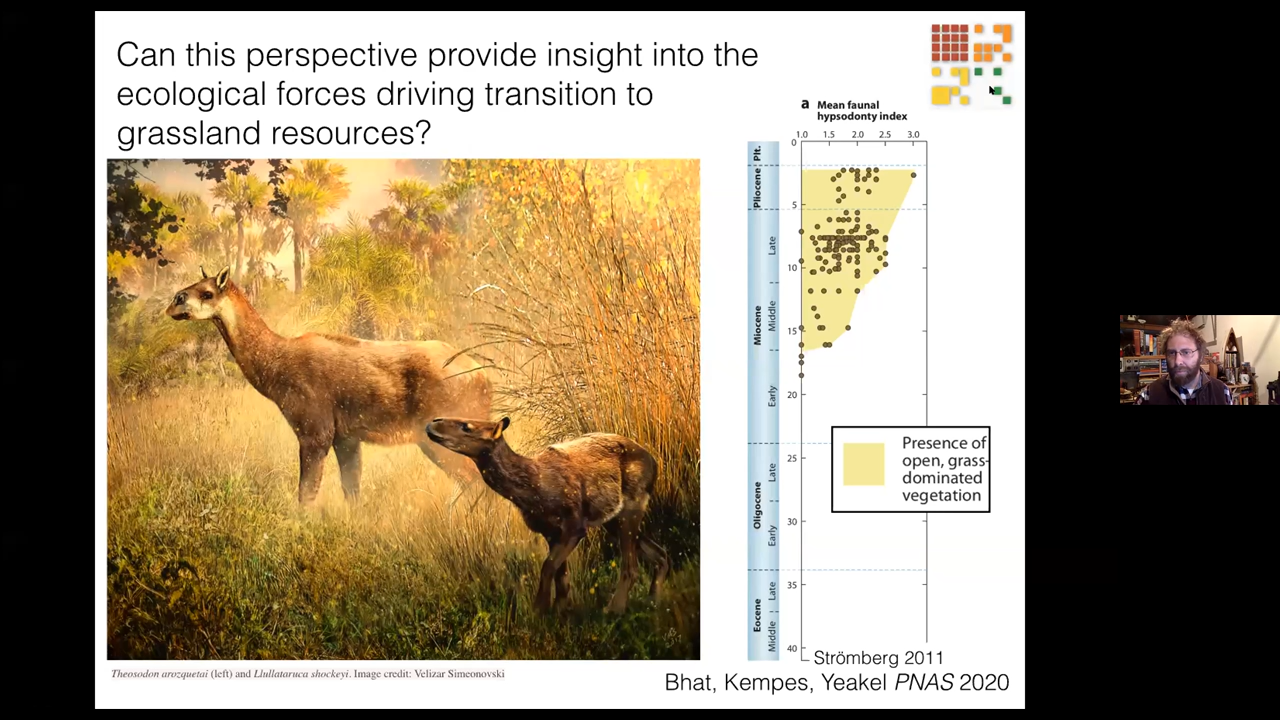 Can this perspective provide insight into the
ecological forces driving transition to
grassland resources?
a Mean faunal
hypsodonty index
1.0 1.5 2.0 2.5 3.0
0
5
10
15
20
25
30
35
40
Plt.
Pliocene
Late
Middle
Early
Miocene
Late
Early
Oligocene
Late
Middle
Eocene
Presence of
open, grass-
dominated
vegetation
Strömberg 2011
Bhat, Kempes, Yeakel PNAS 2020
Theosodon arozquetai (left) and Llullataruca shockeyi. Image credit: Velizar Simeonovski